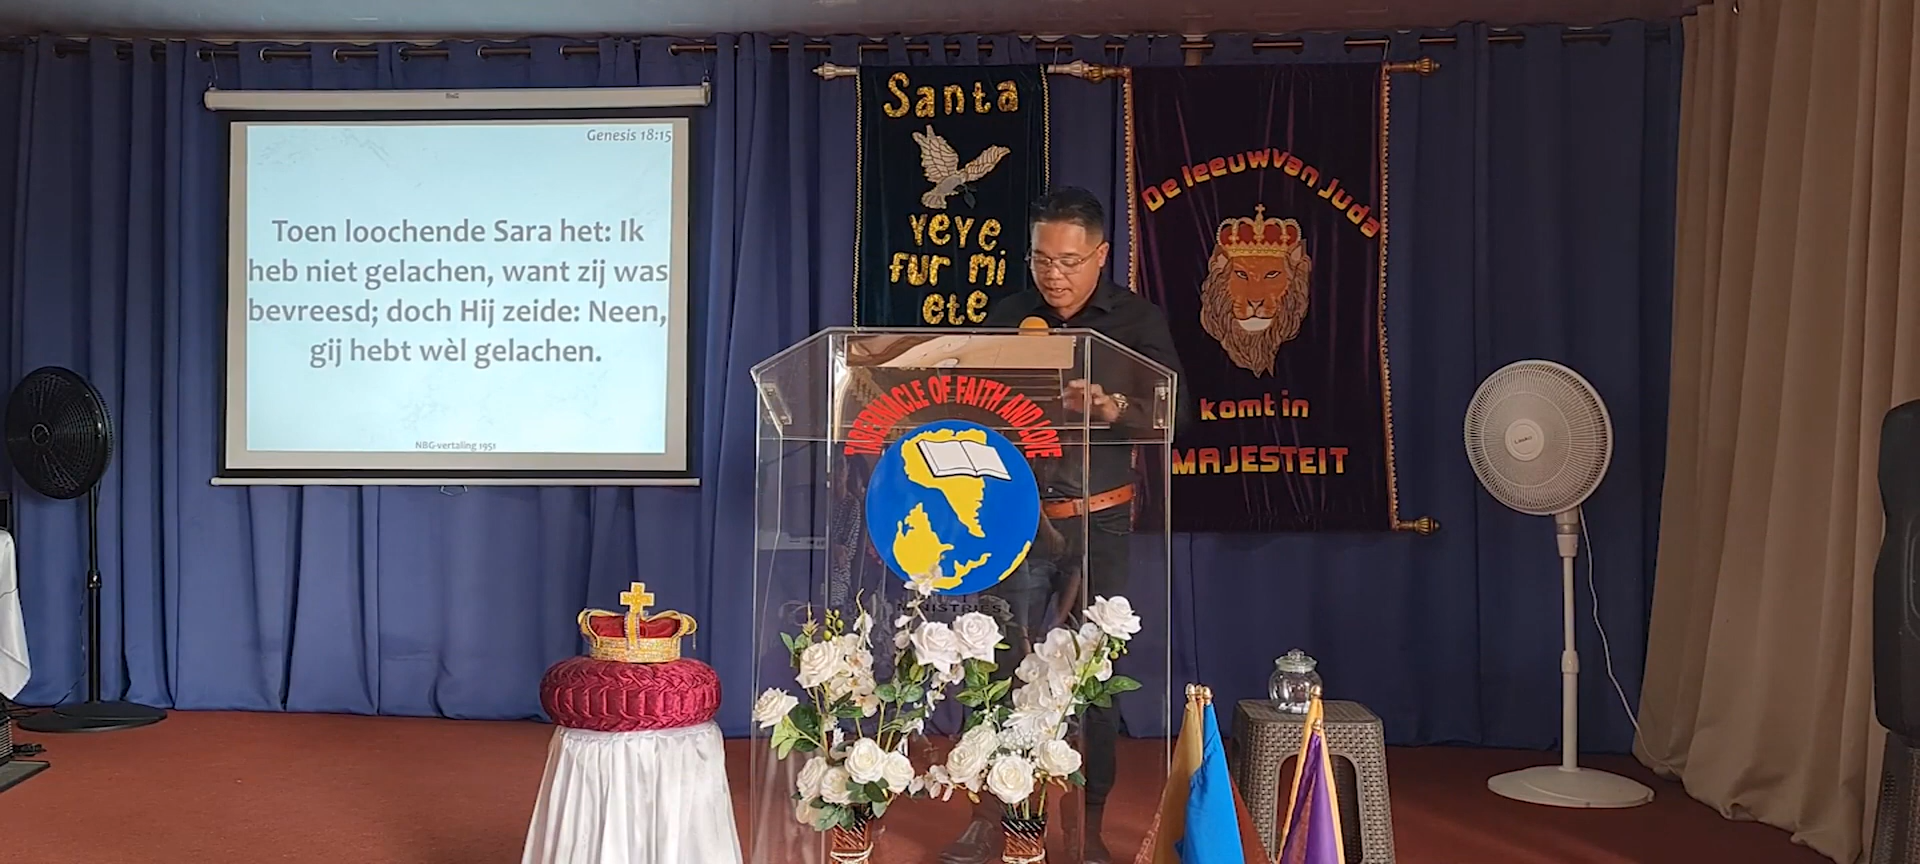 Genesis 18:15
Toen loochende Sara het: Ik
heb niet gelachen, want zij was
bevreesd; doch Hij zeide: Neen,
gij hebt wèl gelachen.
NBG-vertaling 1951
Santa
yeye
fur mi
ete
De leeuw van Juda
komt in
MAJESTEIT
TABERNACLE OF FAITH AND LOVE
MINISTRIES